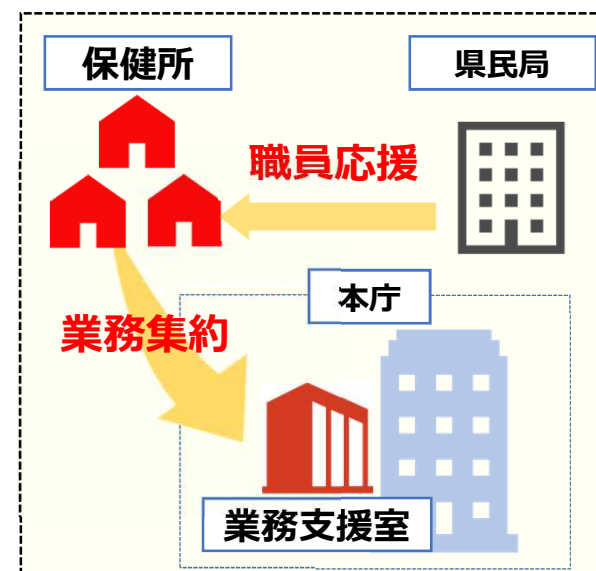 保健所
県民局
職員応援
本庁
業務集約
業務支援室